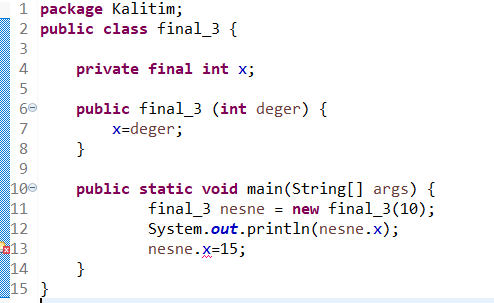 1 package Kalitim;
2 public class final_3 {
3
4     private final int x;
5
6     public final_3 (int deger) {
7         x=deger;
8     }
9
10     public static void main(String[] args) {
11             final_3 nesne = new final_3(10);
12             System.out.println(nesne.x);
13             nesne.x=15;
14     }
15 }